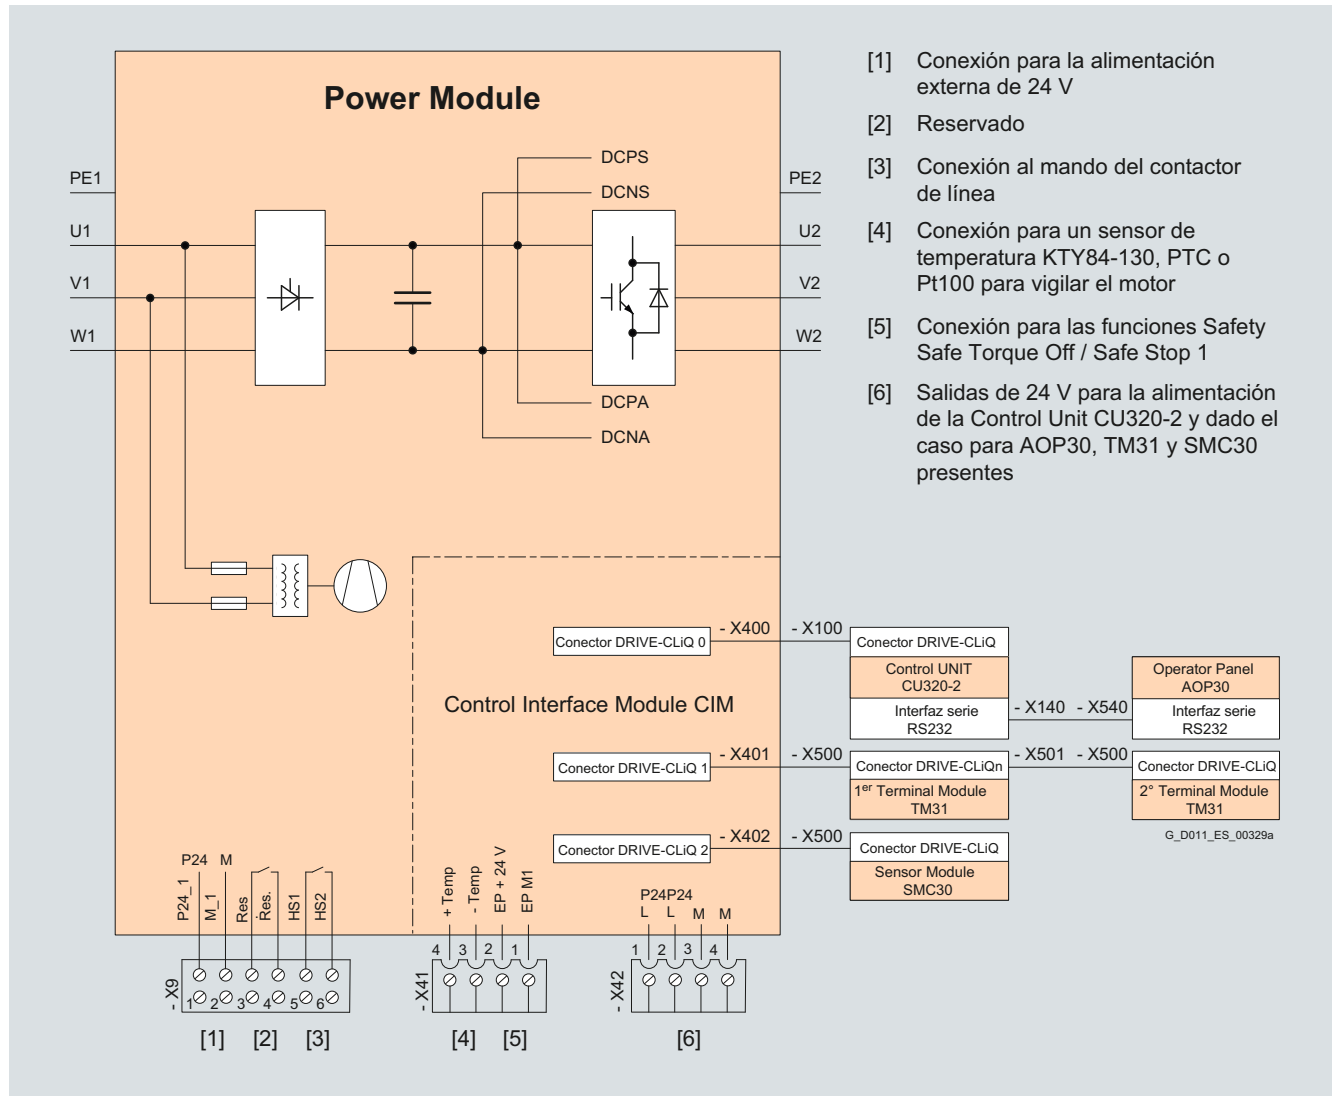 Power Module
DCPS
DCNS
PE1
PE2
U1
U2
V1
V2
W1
W2
DCPA
DCNA
[1] Conexión para la alimentación
externa de 24 V
[2] Reservado
[3] Conexión al mando del contactor
de línea
[4] Conexión para un sensor de
temperatura KTY84-130, PTC o
Pt100 para vigilar el motor
[5] Conexión para las funciones Safety
Safe Torque Off / Safe Stop 1
[6] Salidas de 24 V para la alimentación
de la Control Unit CU320-2 y dado el
caso para AOP30, TM31 y SMC30
presentes
Control Interface Module CIM
Conector DRIVE-CLiQ 0
- X400
- X100
Conector DRIVE-CLiQ
Control UNIT
CU320-2
Interfaz serie
RS232
- X140
- X540
Operator Panel
AOP30
Interfaz serie
RS232
Conector DRIVE-CLiQ 1
- X401
- X500
Conector DRIVE-CLiQn
1er Terminal Module
TM31
- X501
- X500
Conector DRIVE-CLiQ
2° Terminal Module
TM31
G_D011_ES_00329a
Conector DRIVE-CLiQ 2
- X402
- X500
Conector DRIVE-CLiQ
Sensor Module
SMC30
P24 M
P24_1
M_1
Res
Res.
HS1
HS2
- X9
1 2 3 4 5 6
[1] [2] [3]
+ Temp
- Temp
EP + 24 V
EP M1
4 3 2 1
- X41
[4] [5]
P24 P24
L L M M
1 2 3 4
- X42
[6]